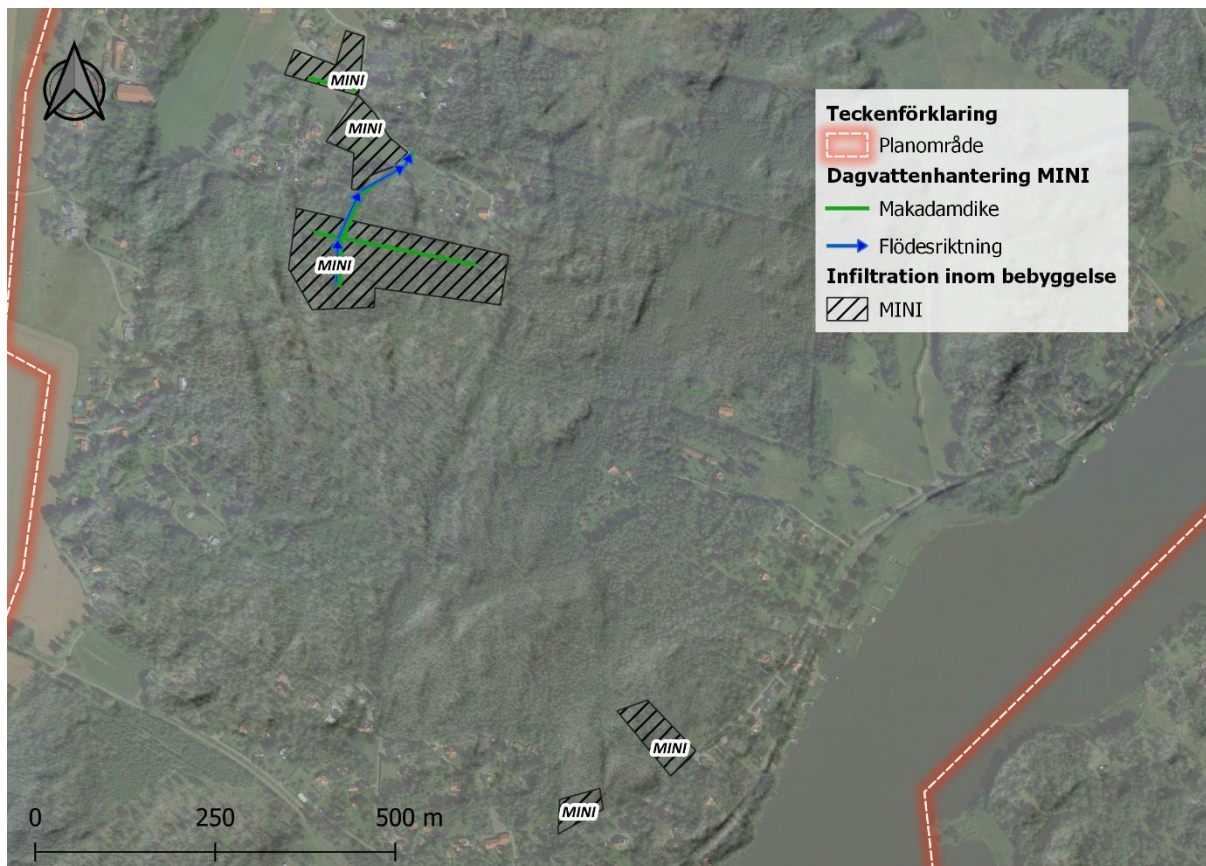 MINI
MINI
MINI
Teckenförklaring
Planområde
Dagvattenhantering MINI
Makadamdike
Flödesriktning
Infiltration inom bebyggelse
MINI
MINI
MINI
0 250 500 m